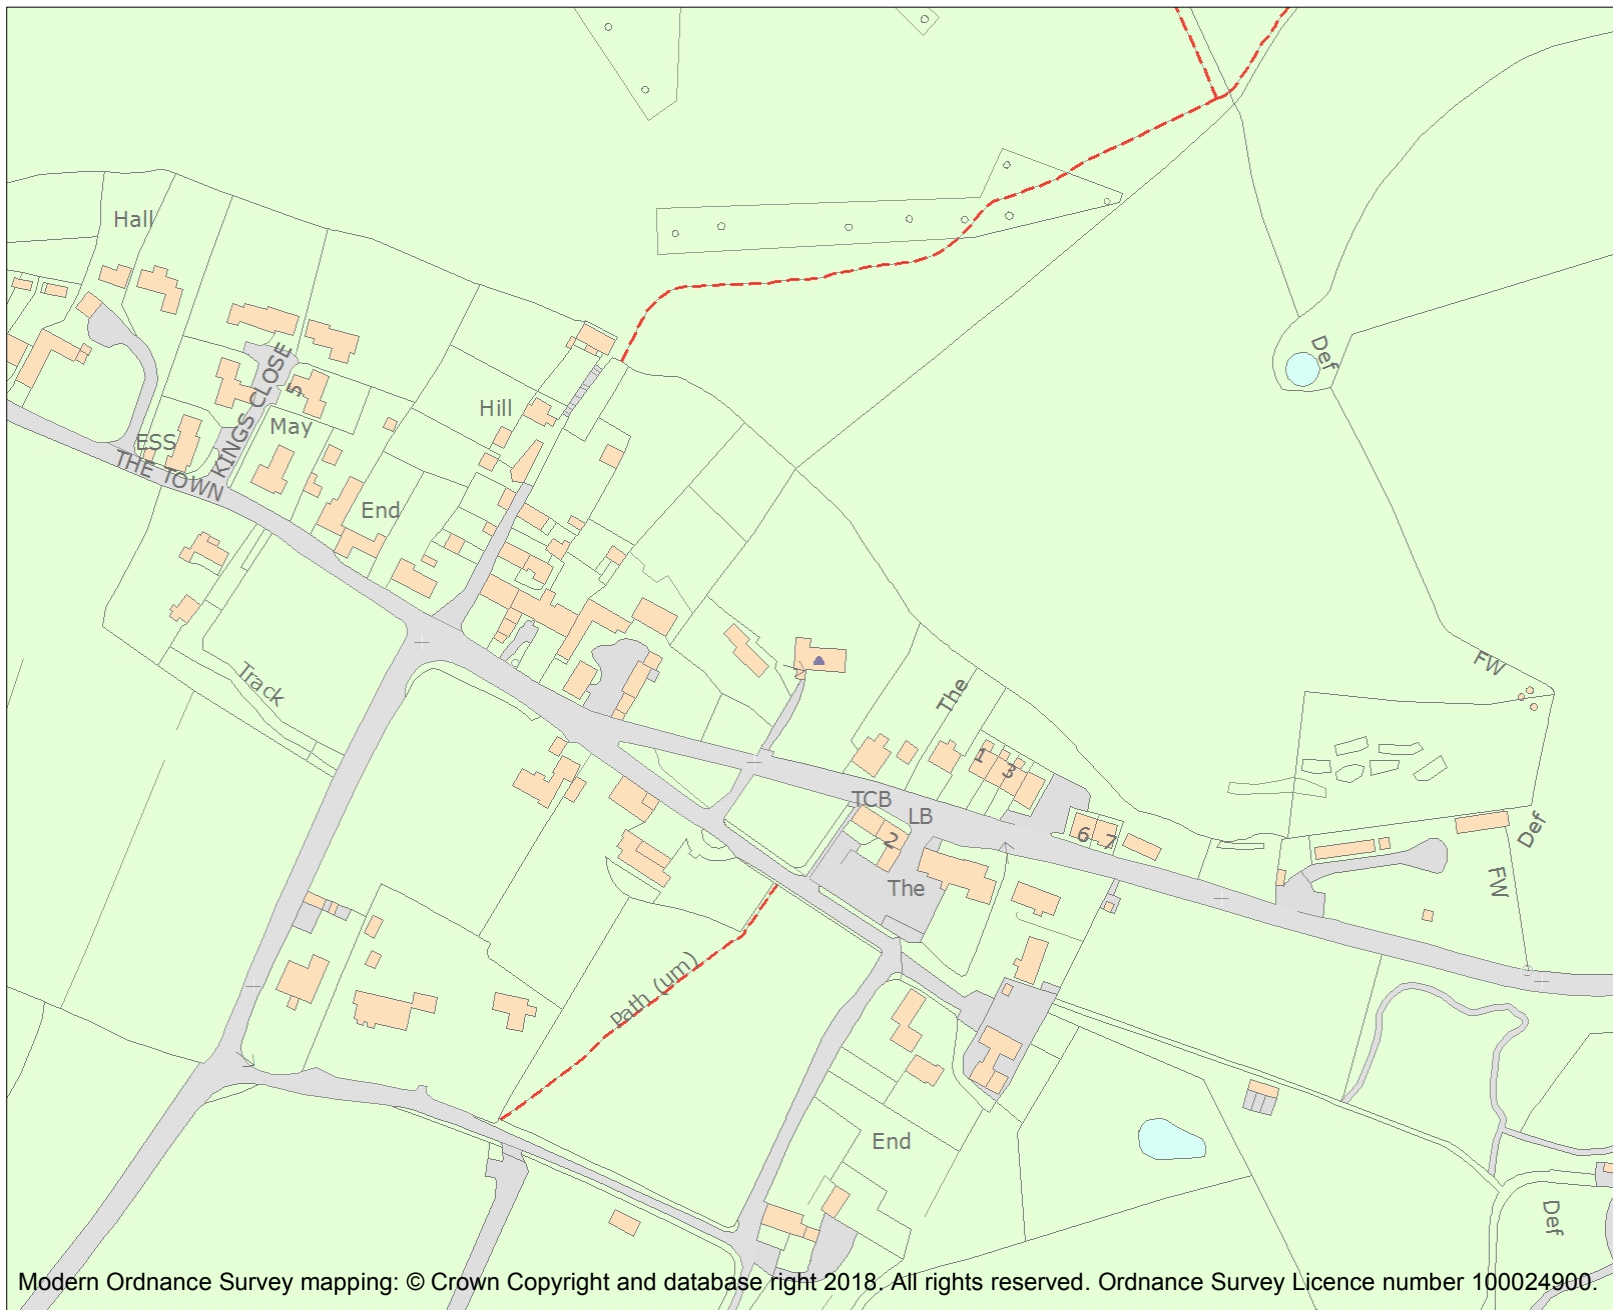 Hall
Def
KINGS CLOSE
5
Hill
May
ESS
THE TOWN
End
FW
Track
The
1
3
TCB
LB
2
6
7
Def
The
FW
Path (um)
End
Def
Modern Ordnance Survey mapping: © Crown Copyright and database right 2018. All rights reserved. Ordnance Survey Licence number 100024900.